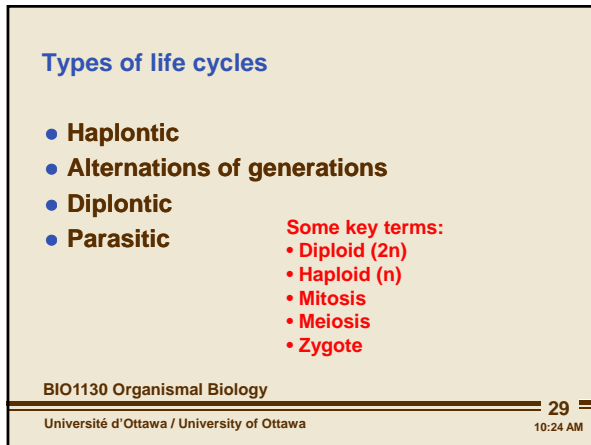 Types of life cycles
● Haplontic
● Alternations of generations
● Diplontic
● Parasitic
Some key terms:
• Diploid (2n)
• Haploid (n)
• Mitosis
• Meiosis
• Zygote
BIO1130 Organismal Biology
Université d'Ottawa / University of Ottawa
29
10:24 AM